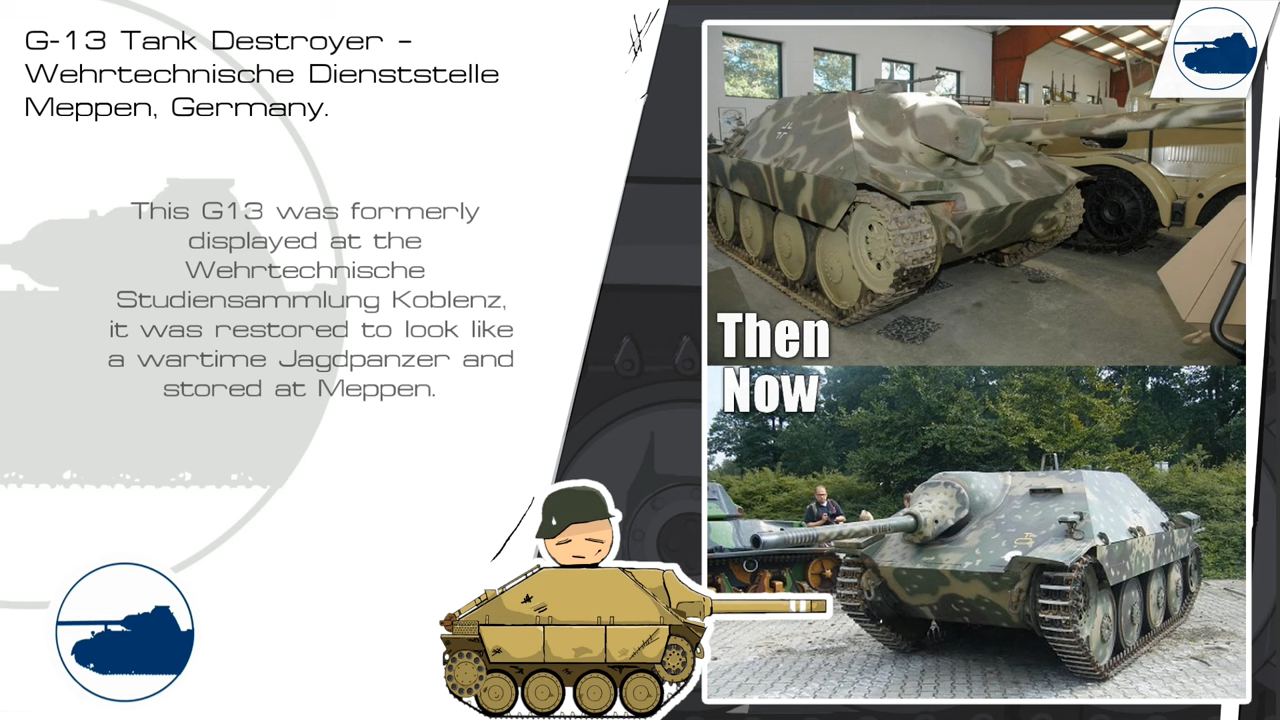 G-13 Tank Destroyer –
Wehrtechnische Dienststelle
Meppen, Germany.
This G13 was formerly
displayed at the
Wehrtechnische
Studiensammlung Koblenz,
it was restored to look like
a wartime Jagdpanzer and
stored at Meppen.
Then
Now